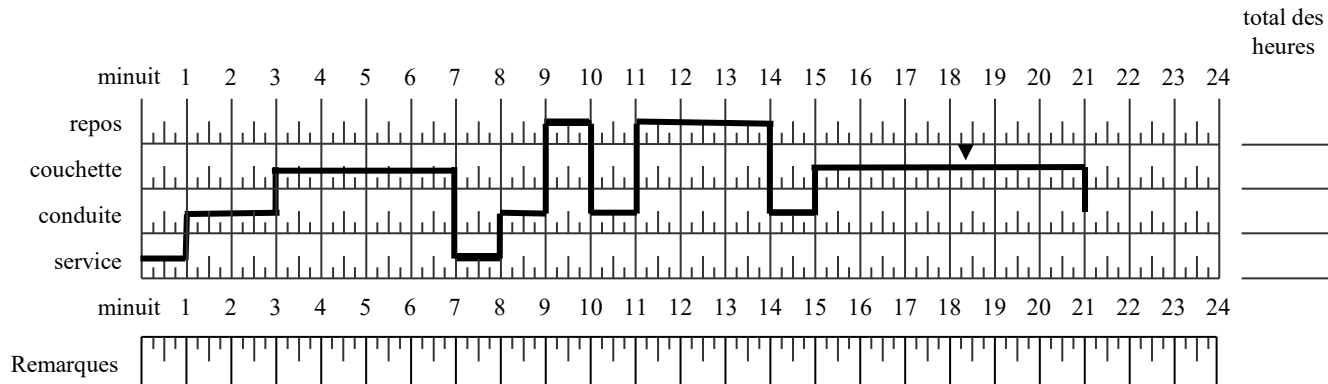 total des
heures
minuit 1 2 3 4 5 6 7 8 9 10 11 12 13 14 15 16 17 18 19 20 21 22 23 24
repos
couchette
conduite
service
minuit 1 2 3 4 5 6 7 8 9 10 11 12 13 14 15 16 17 18 19 20 21 22 23 24
Remarques